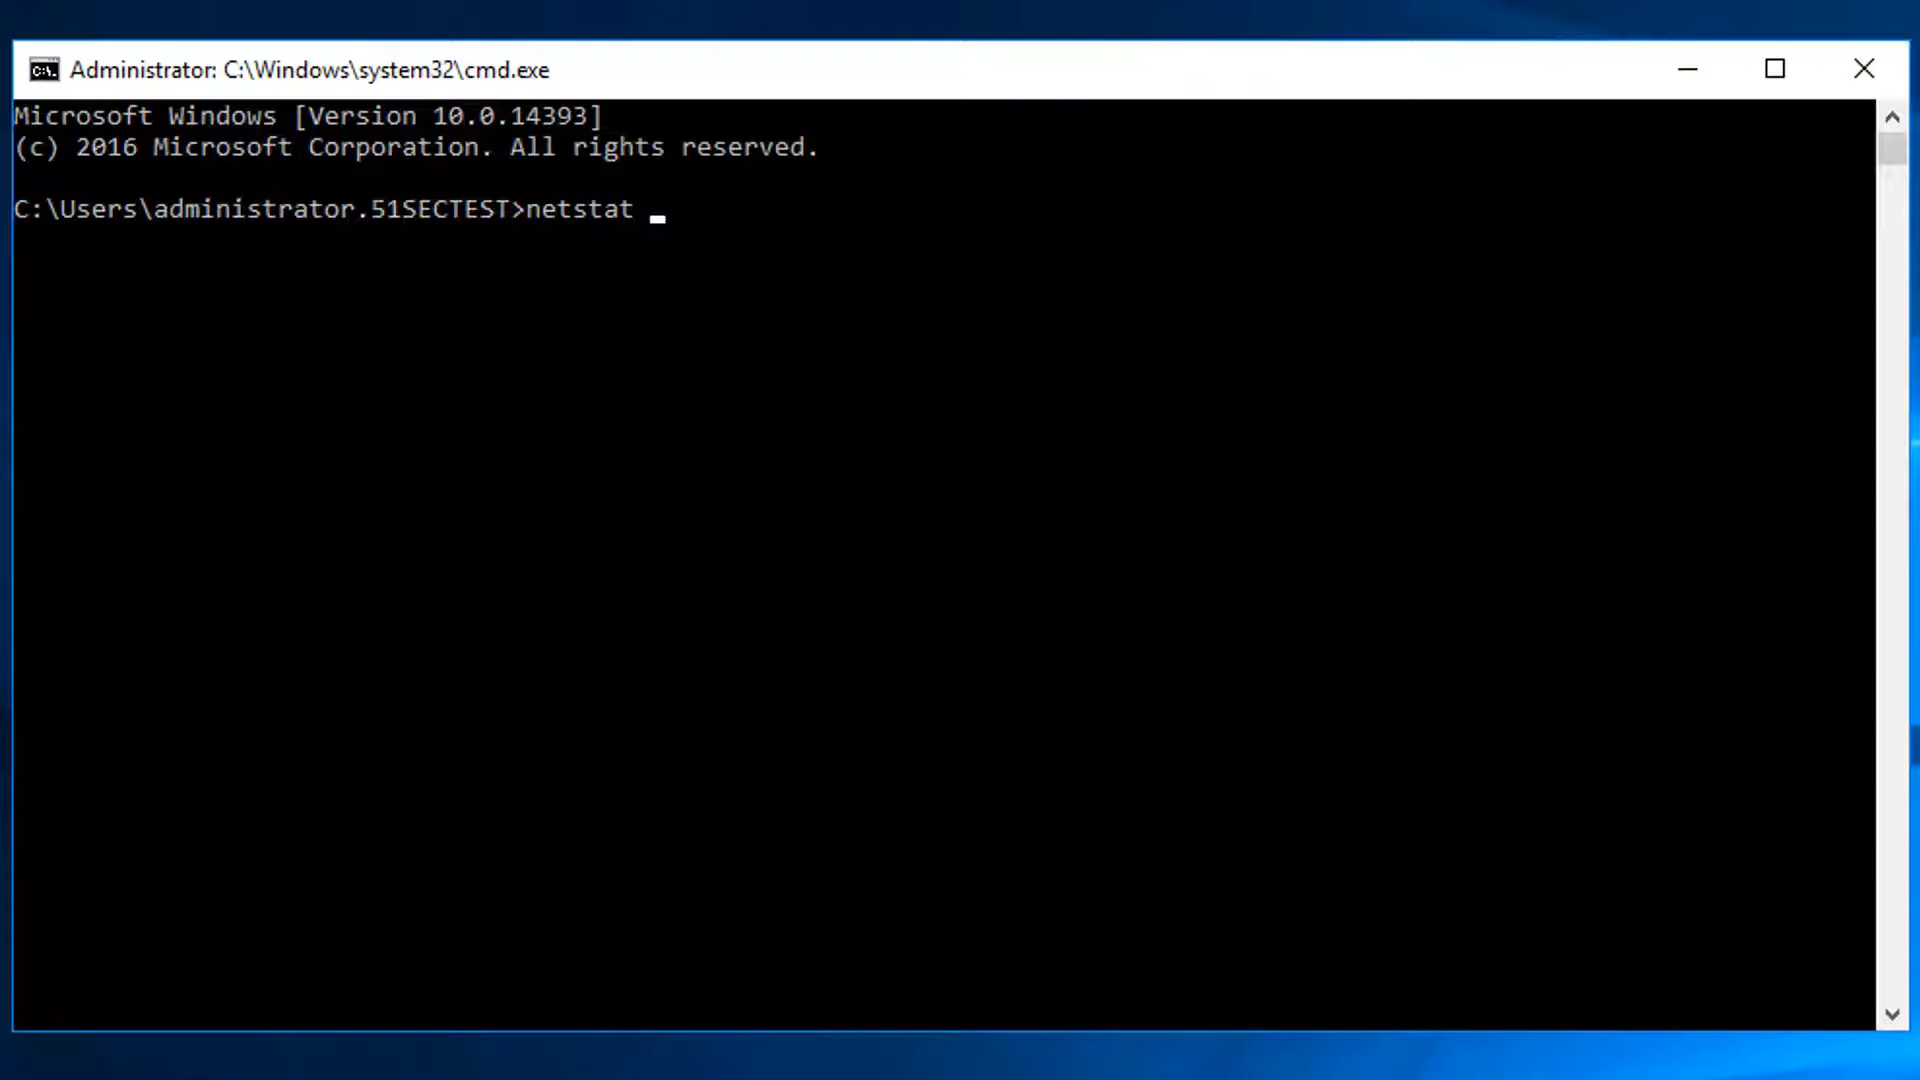 Administrator: C:\Windows\system32\cmd.exe
Microsoft Windows [Version 10.0.14393]
(c) 2016 Microsoft Corporation. All rights reserved.
C:\Users\administrator.51SECTEST>netstat _